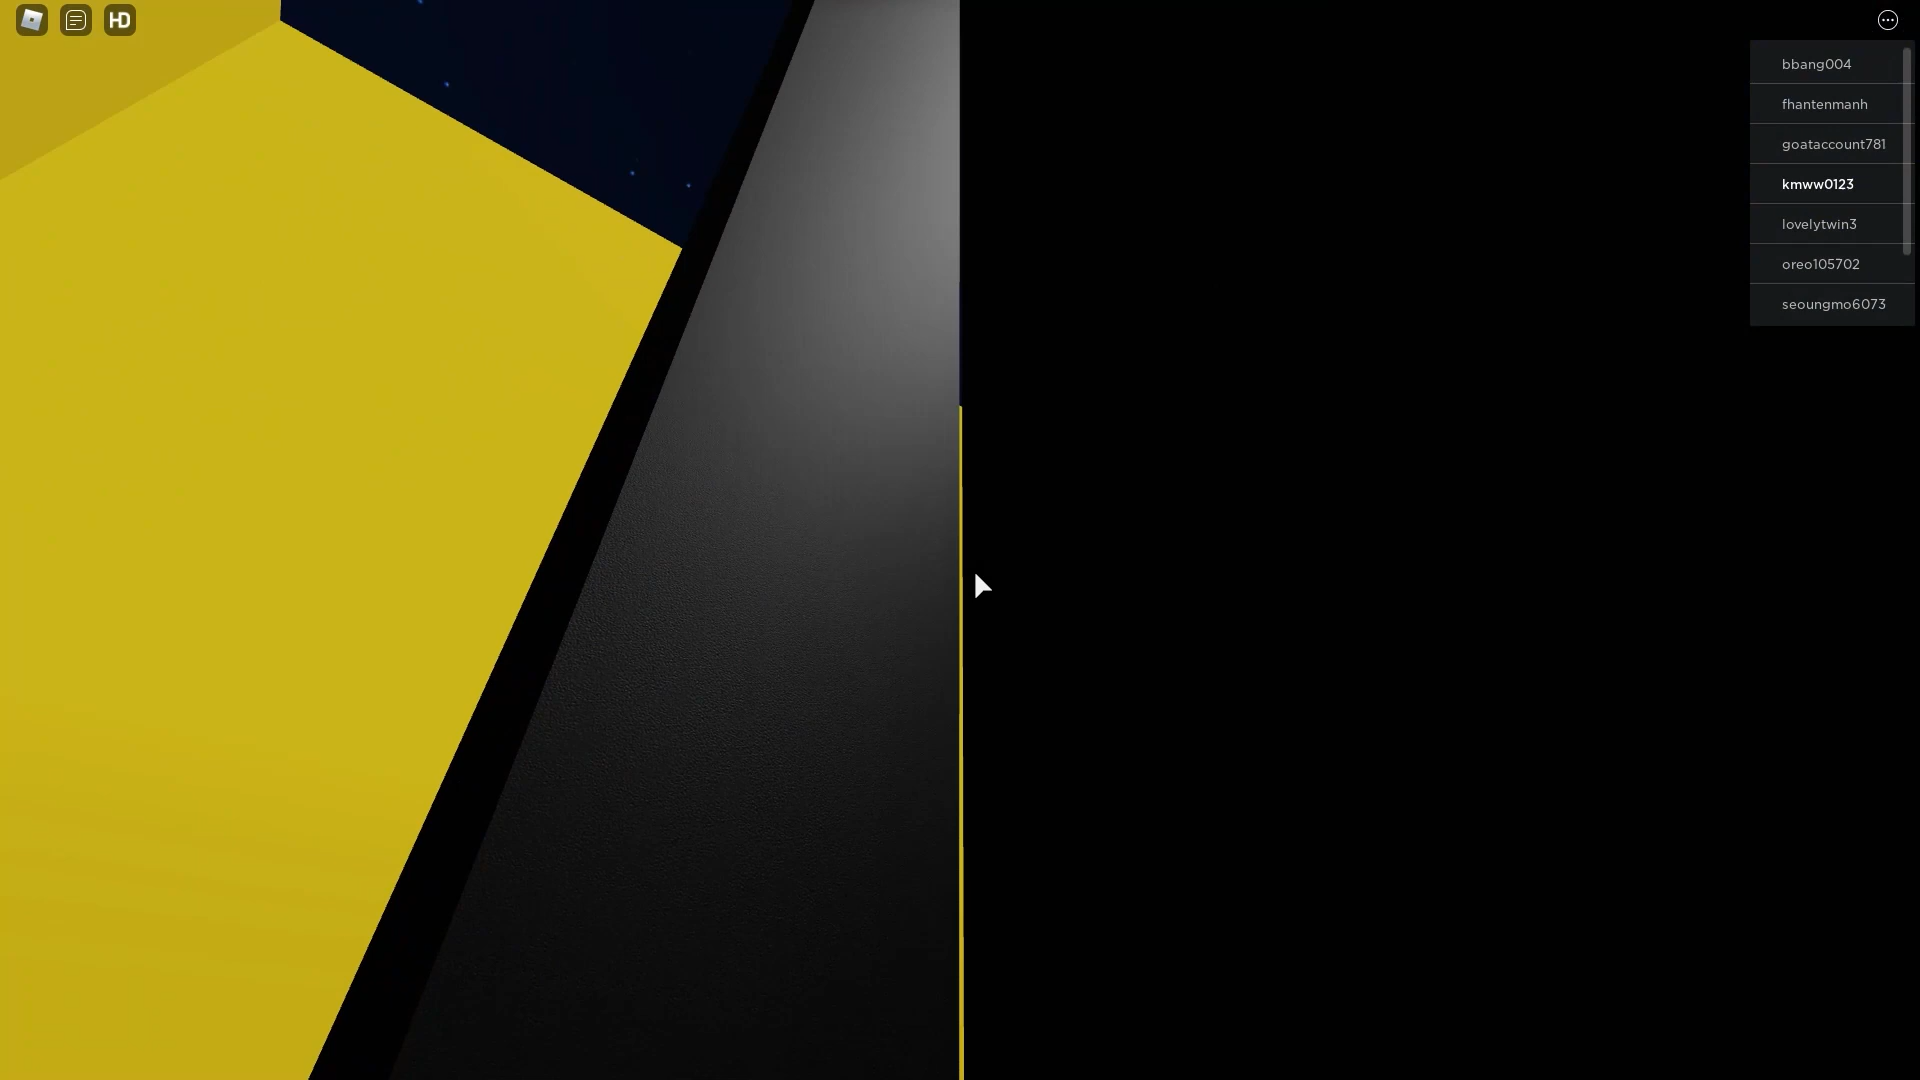 HD
bbang004
fhantenmanh
goataccount781
kmww0123
lovelytwin3
oreo105702
seoungmo6073